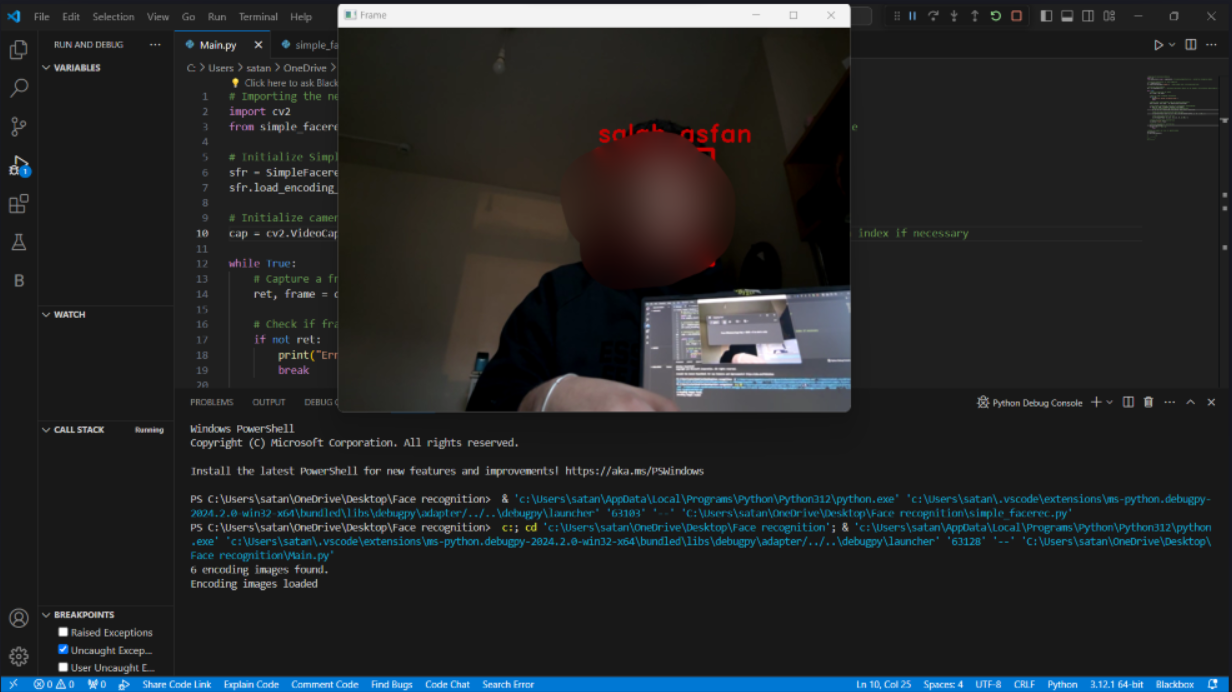 File Edit Selection View Go Run Terminal Help
Frame
RUN AND DEBUG
Main.py
simple_fa
VARIABLES
C: > Users > satan > OneDrive >
Click here to ask Black
1 # Importing the ne
2 import cv2
3 from simple_facere
4
5 # Initialize Simpl
6 sfr = SimpleFacere
7 sfr.load_encoding_
8
9 # Initialize camer
10 cap = cv2.VideoCap index if necessary
11
12 while True:
13 # Capture a fr
14 ret, frame = c
15
16 # Check if fra
17 if not ret:
18 print("Err
19 break
20
salah asfan
WATCH
CALL STACK Running
BREAKPOINTS
Raised Exceptions
Uncaught Excep...
User Uncaught E...
PROBLEMS OUTPUT DEBUG C
Python Debug Console
Windows PowerShell
Copyright (C) Microsoft Corporation. All rights reserved.
Install the latest PowerShell for new features and improvements! https://aka.ms/PSWindows
PS C:\Users\satan\OneDrive\Desktop\Face recognition> & 'c:\Users\satan\AppData\Local\Programs\Python\Python312\python.exe' 'c:\Users\satan\.vscode\extensions\ms-python.debugpy-
2024.2.0-win32-x64\bundled\libs\debugpy\adapter/../..\debugpy\launcher' '63103' '--' 'C:\Users\satan\OneDrive\Desktop\Face recognition\simple_facerec.py'
PS C:\Users\satan\OneDrive\Desktop\Face recognition> c:; cd 'c:\Users\satan\OneDrive\Desktop\Face recognition'; & 'c:\Users\satan\AppData\Local\Programs\Python\Python312\python
.exe' 'c:\Users\satan\.vscode\extensions\ms-python.debugpy-2024.2.0-win32-x64\bundled\libs\debugpy\adapter/../..\debugpy\launcher' '63128' '--' 'C:\Users\satan\OneDrive\Desktop\
Face recognition\Main.py'
6 encoding images found.
Encoding images loaded
0 0 0 Share Code Link Explain Code Comment Code Find Bugs Code Chat Search Error Ln 10, Col 25 Spaces: 4 UTF-8 CRLF Python 3.12.1 64-bit Blackbox